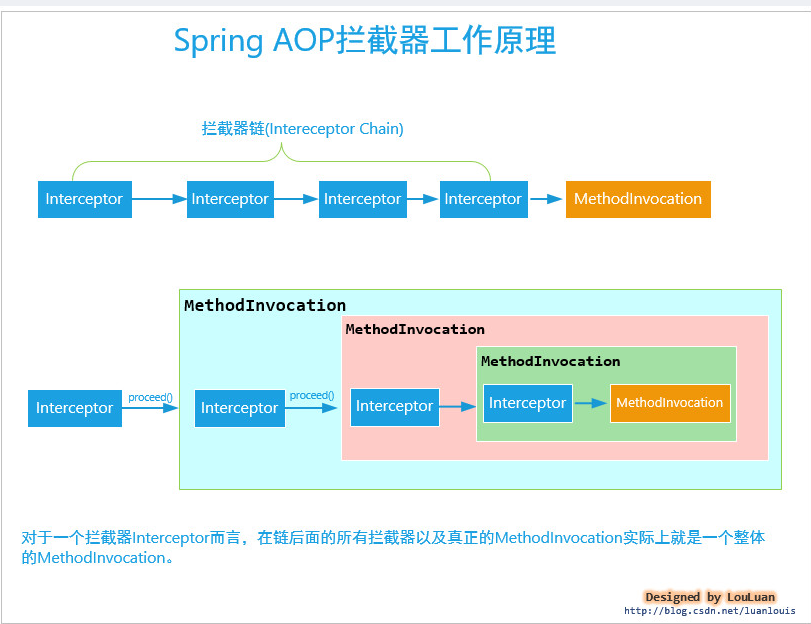 Spring AOP拦截器工作原理
拦截器链(Intereceptor Chain)
Interceptor
Interceptor
Interceptor
Interceptor
MethodInvocation
MethodInvocation
MethodInvocation
MethodInvocation
Interceptor
proceed()
Interceptor
proceed()
Interceptor
Interceptor
MethodInvocation
对于一个拦截器Interceptor而言，在链后面的所有拦截器以及真正的MethodInvocation实际上就是一个整体
的MethodInvocation。
Designed by LouLuan
http://blog.csdn.net/luanlouis